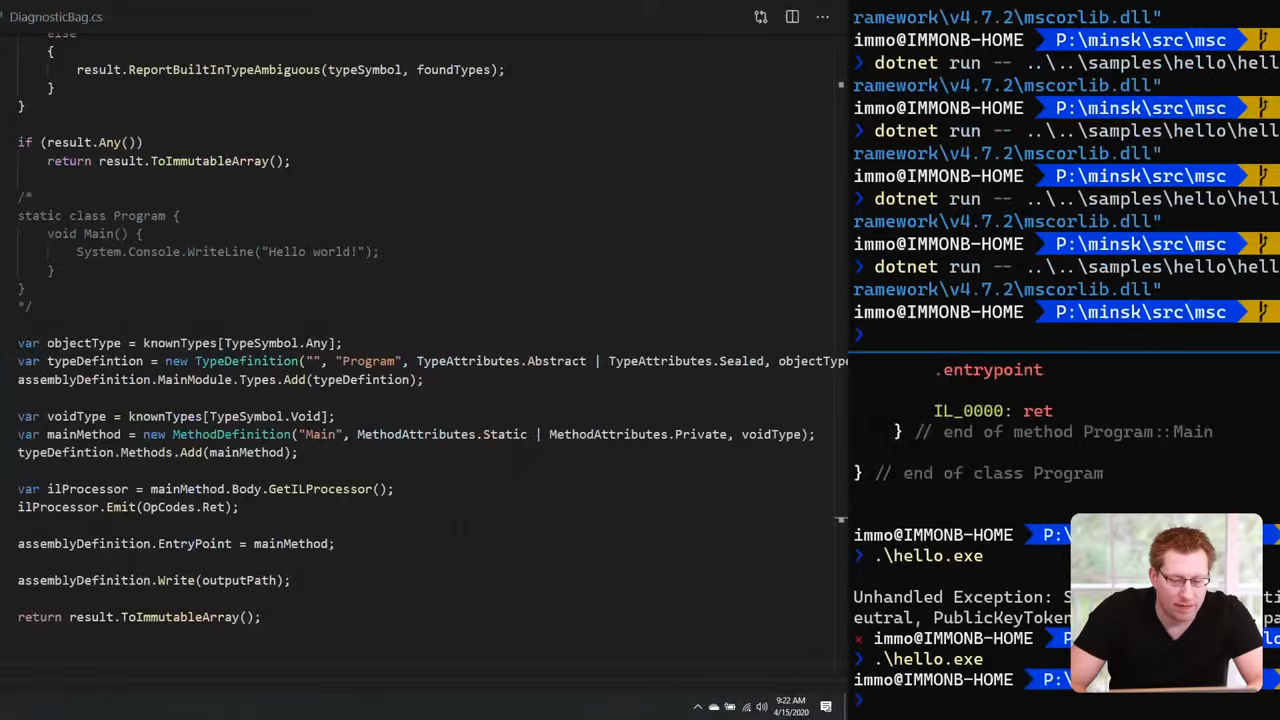 DiagnosticBag.cs
else
{
result.ReportBuiltInTypeAmbiguous(typeSymbol, foundTypes);
}
}
if (result.Any())
return result.ToImmutableArray();
/*
static class Program {
void Main() {
System.Console.WriteLine("Hello world!");
}
}
*/
var objectType = knownTypes[TypeSymbol.Any];
var typeDefintion = new TypeDefinition("", "Program", TypeAttributes.Abstract | TypeAttributes.Sealed, objectType
assemblyDefinition.MainModule.Types.Add(typeDefintion);
var voidType = knownTypes[TypeSymbol.Void];
var mainMethod = new MethodDefinition("Main", MethodAttributes.Static | MethodAttributes.Private, voidType);
typeDefintion.Methods.Add(mainMethod);
var ilProcessor = mainMethod.Body.GetILProcessor();
ilProcessor.Emit(OpCodes.Ret);
assemblyDefinition.EntryPoint = mainMethod;
assemblyDefinition.Write(outputPath);
return result.ToImmutableArray();
9:22 AM
4/15/2020
ramework\v4.7.2\mscorlib.dll"
immo@IMMONB-HOME P:\minsk\src\msc
❯ dotnet run -- ..\..\samples\hello\hell
ramework\v4.7.2\mscorlib.dll"
immo@IMMONB-HOME P:\minsk\src\msc
❯ dotnet run -- ..\..\samples\hello\hell
ramework\v4.7.2\mscorlib.dll"
immo@IMMONB-HOME P:\minsk\src\msc
❯ dotnet run -- ..\..\samples\hello\hell
ramework\v4.7.2\mscorlib.dll"
immo@IMMONB-HOME P:\minsk\src\msc
❯ dotnet run -- ..\..\samples\hello\hell
ramework\v4.7.2\mscorlib.dll"
immo@IMMONB-HOME P:\minsk\src\msc
❯
.entrypoint
IL_0000: ret
} // end of method Program::Main
} // end of class Program
immo@IMMONB-HOME P:\
❯ .\hello.exe
Unhandled Exception: S
eutral, PublicKeyToken
× immo@IMMONB-HOME P
❯ .\hello.exe
immo@IMMONB-HOME P:\
❯